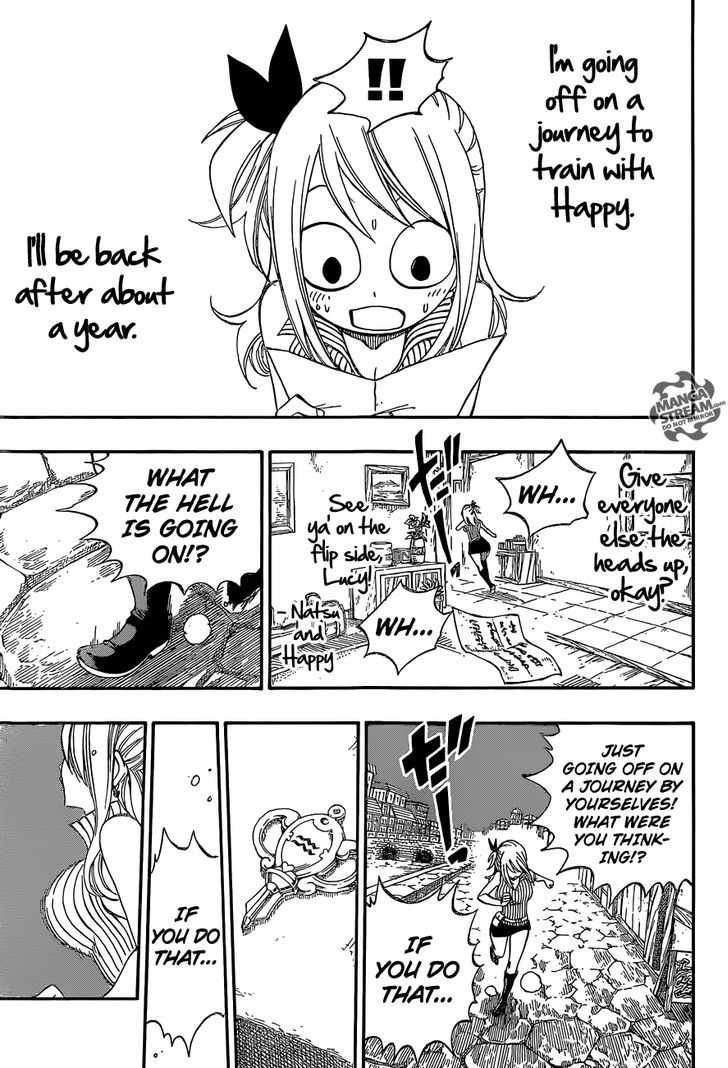 I'm going
off on a
journey to
train with
Happy.
!!
I'll be back
after about
a year.
MANGA
STREAM.com
DO NOT MIRROR
Give
everyone
else the
heads up,
okay?
WH...
See
ya' on the
flip side,
Lucy!
- Natsu
and
Happy
WH...
WHAT
THE HELL
IS GOING
ON!?
JUST
GOING OFF ON
A JOURNEY BY
YOURSELVES!
WHAT WERE
YOU THINK-
ING!?
IF
YOU DO
THAT...
IF
YOU DO
THAT...